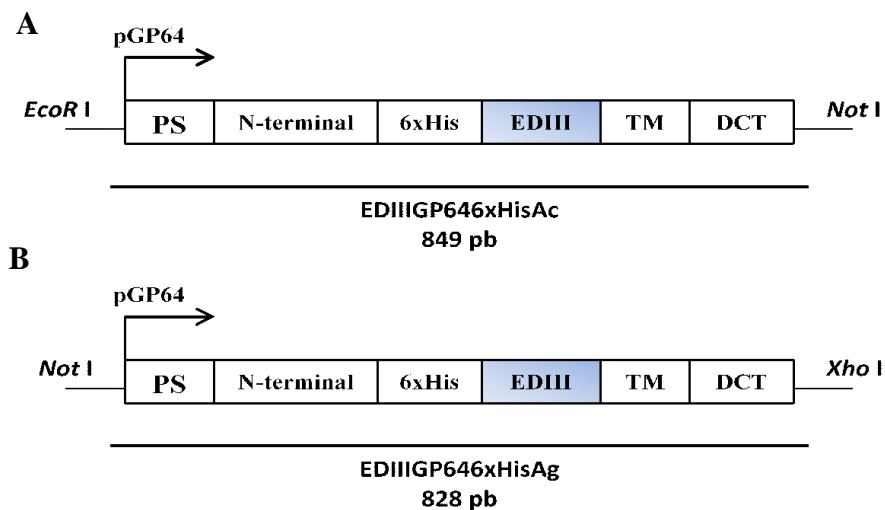 A
pGP64
EcoR I
PS N-terminal 6xHis EDIII TM DCT
Not I
EDIIIGP646xHisAc
849 pb
B
pGP64
Not I
PS N-terminal 6xHis EDIII TM DCT
Xho I
EDIIIGP646xHisAg
828 pb